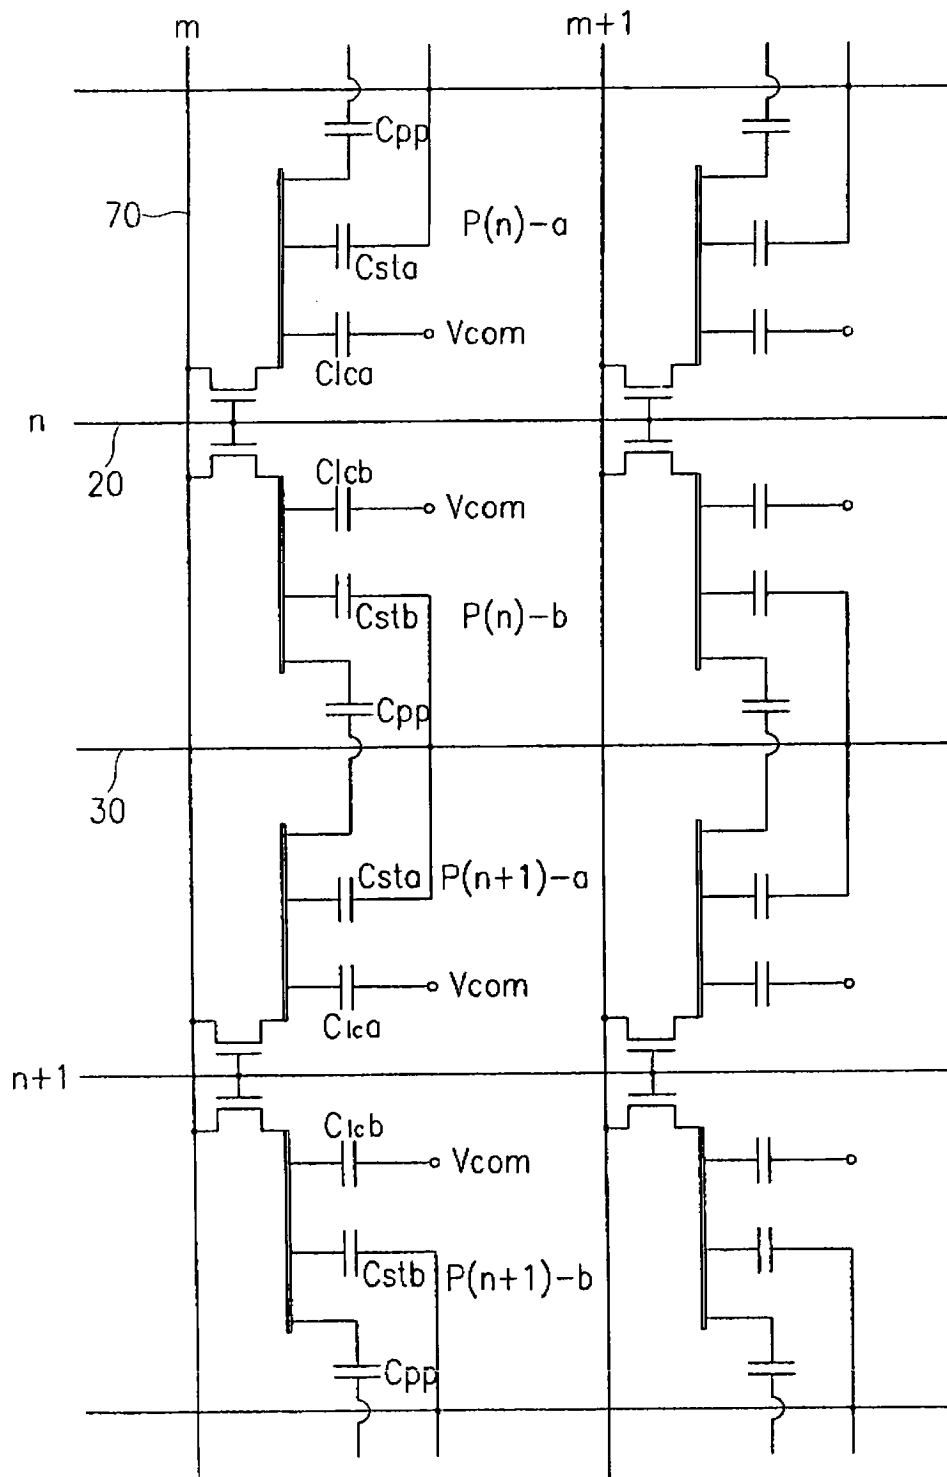 m
m+1
Cpp
70
P(n)-a
Csta
Vcom
Clca
n
20
Clcb
Vcom
Cstb
P(n)-b
Cpp
30
Csta
P(n+1)-a
Vcom
Clca
n+1
Clcb
Vcom
Cstb
P(n+1)-b
Cpp